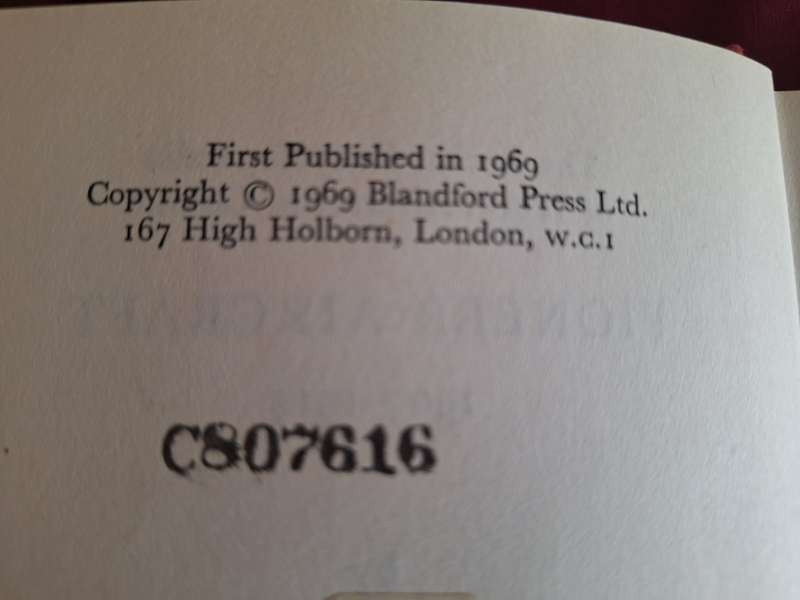 First Published in 1969
Copyright © 1969 Blandford Press Ltd.
167 High Holborn, London, W.C.1
C807616